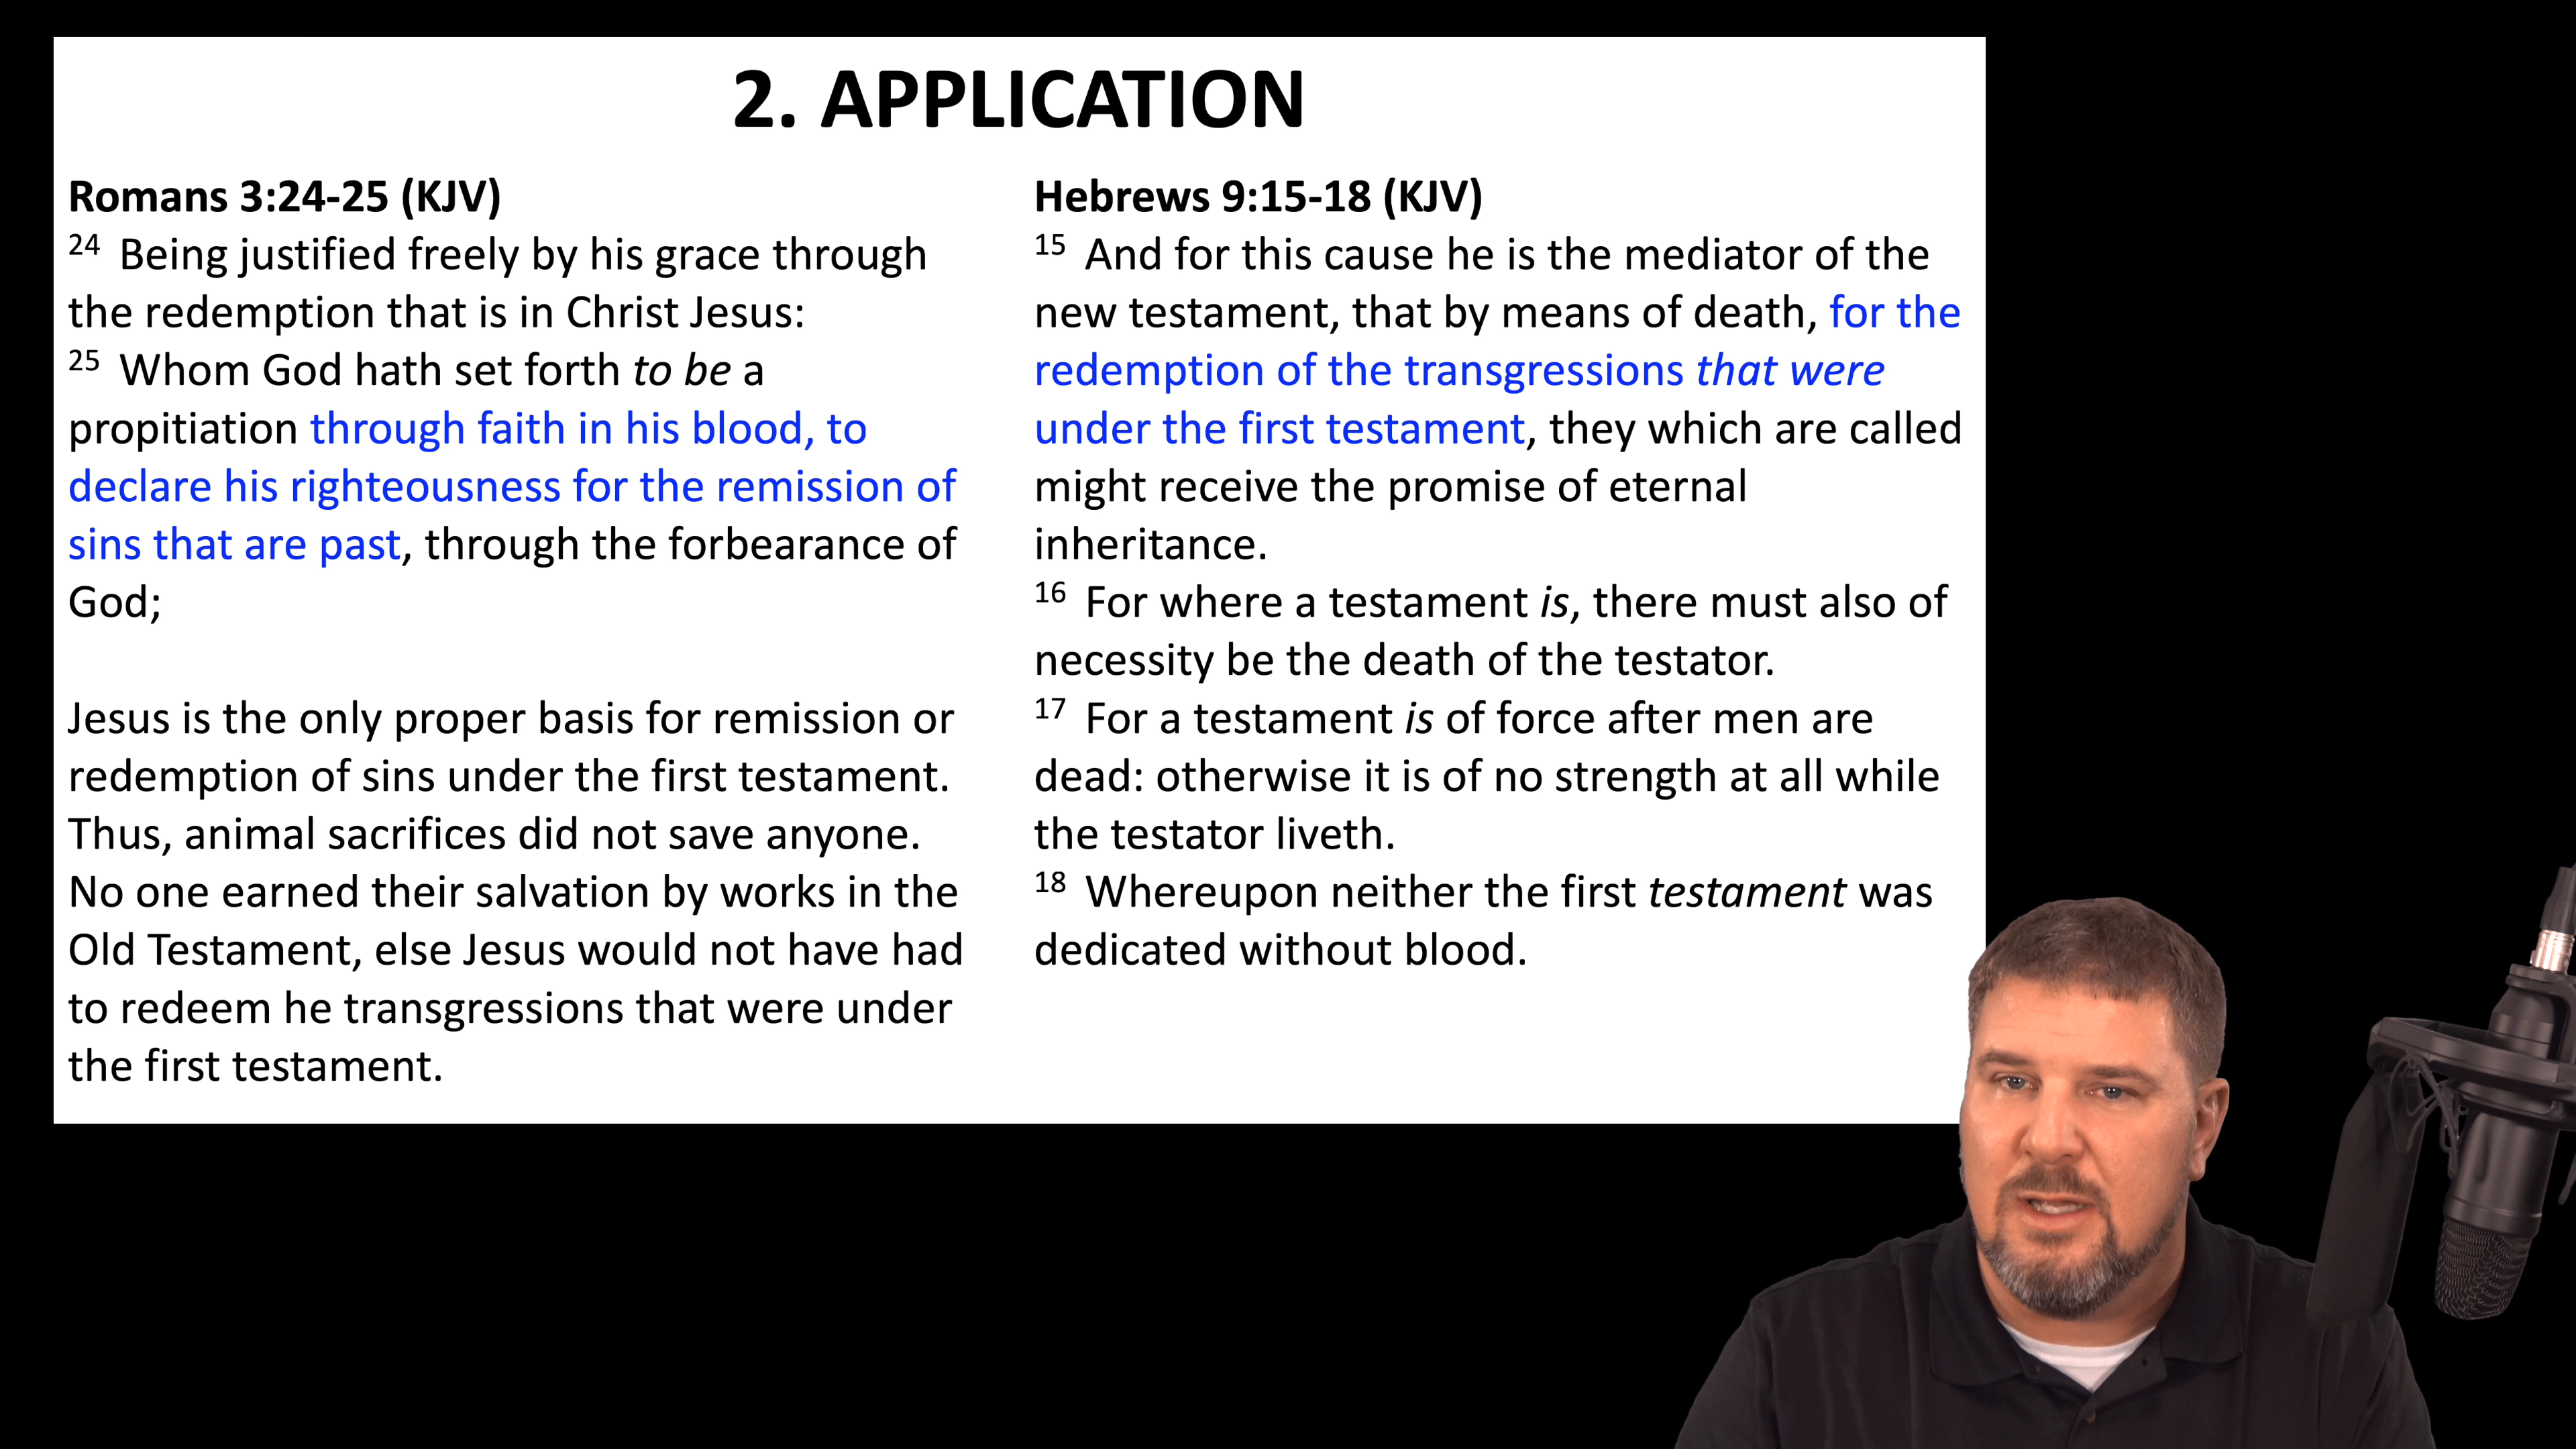 2. APPLICATION
Romans 3:24-25 (KJV)
24 Being justified freely by his grace through
the redemption that is in Christ Jesus:
25 Whom God hath set forth to be a
propitiation through faith in his blood, to
declare his righteousness for the remission of
sins that are past, through the forbearance of
God;
Jesus is the only proper basis for remission or
redemption of sins under the first testament.
Thus, animal sacrifices did not save anyone.
No one earned their salvation by works in the
Old Testament, else Jesus would not have had
to redeem he transgressions that were under
the first testament.
Hebrews 9:15-18 (KJV)
15 And for this cause he is the mediator of the
new testament, that by means of death, for the
redemption of the transgressions that were
under the first testament, they which are called
might receive the promise of eternal
inheritance.
16 For where a testament is, there must also of
necessity be the death of the testator.
17 For a testament is of force after men are
dead: otherwise it is of no strength at all while
the testator liveth.
18 Whereupon neither the first testament was
dedicated without blood.